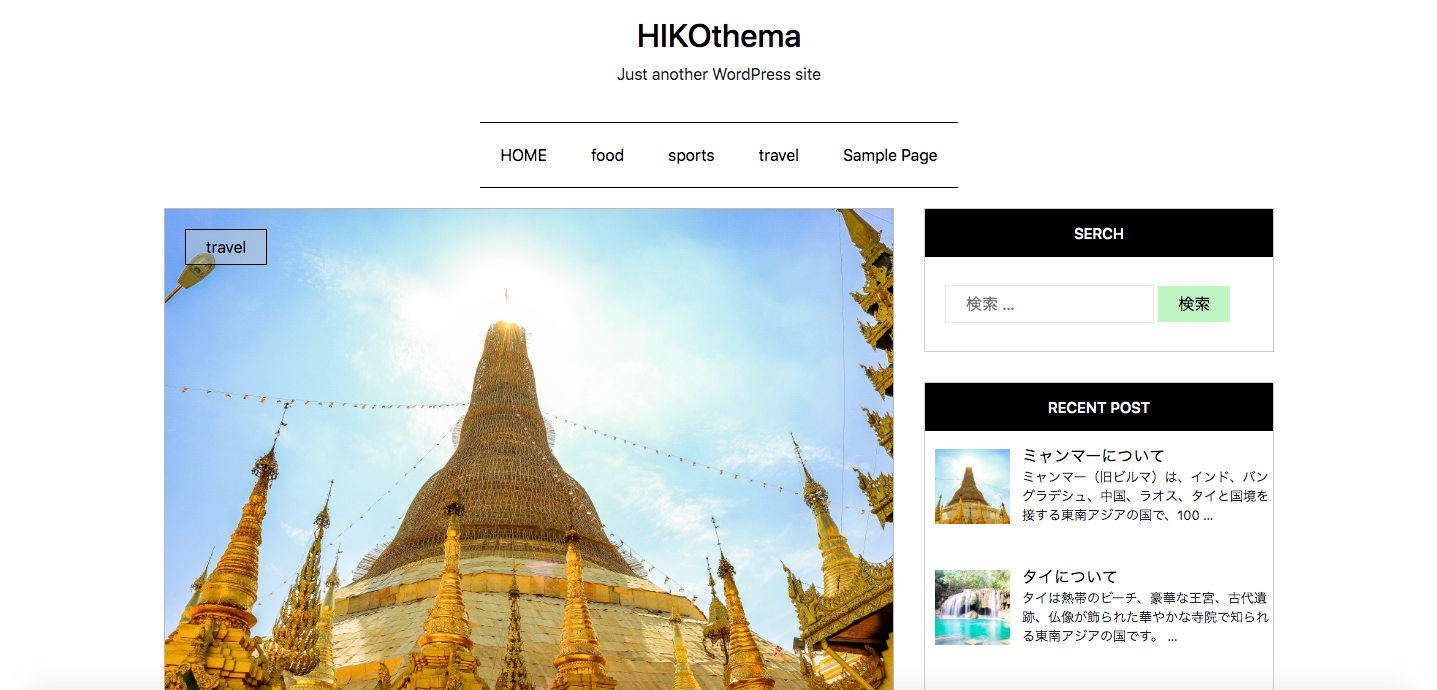 HIKOthema
Just another WordPress site
HOME food sports travel Sample Page
travel
SERCH
検索 ...
検索
RECENT POST
ミャンマーについて
ミャンマー（旧ビルマ）は、インド、バン
グラデシュ、中国、ラオス、タイと国境を
接する東南アジアの国で、100 ...
タイについて
タイは熱帯のビーチ、豪華な王宮、古代遺
跡、仏像が飾られた華やかな寺院で知られ
る東南アジアの国です。 ...